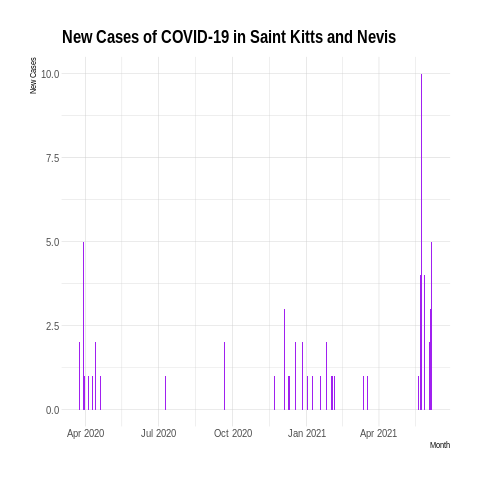 New Cases of COVID-19 in Saint Kitts and Nevis
New Cases
10.0
7.5
5.0
2.5
0.0
Apr 2020 Jul 2020 Oct 2020 Jan 2021 Apr 2021
Month